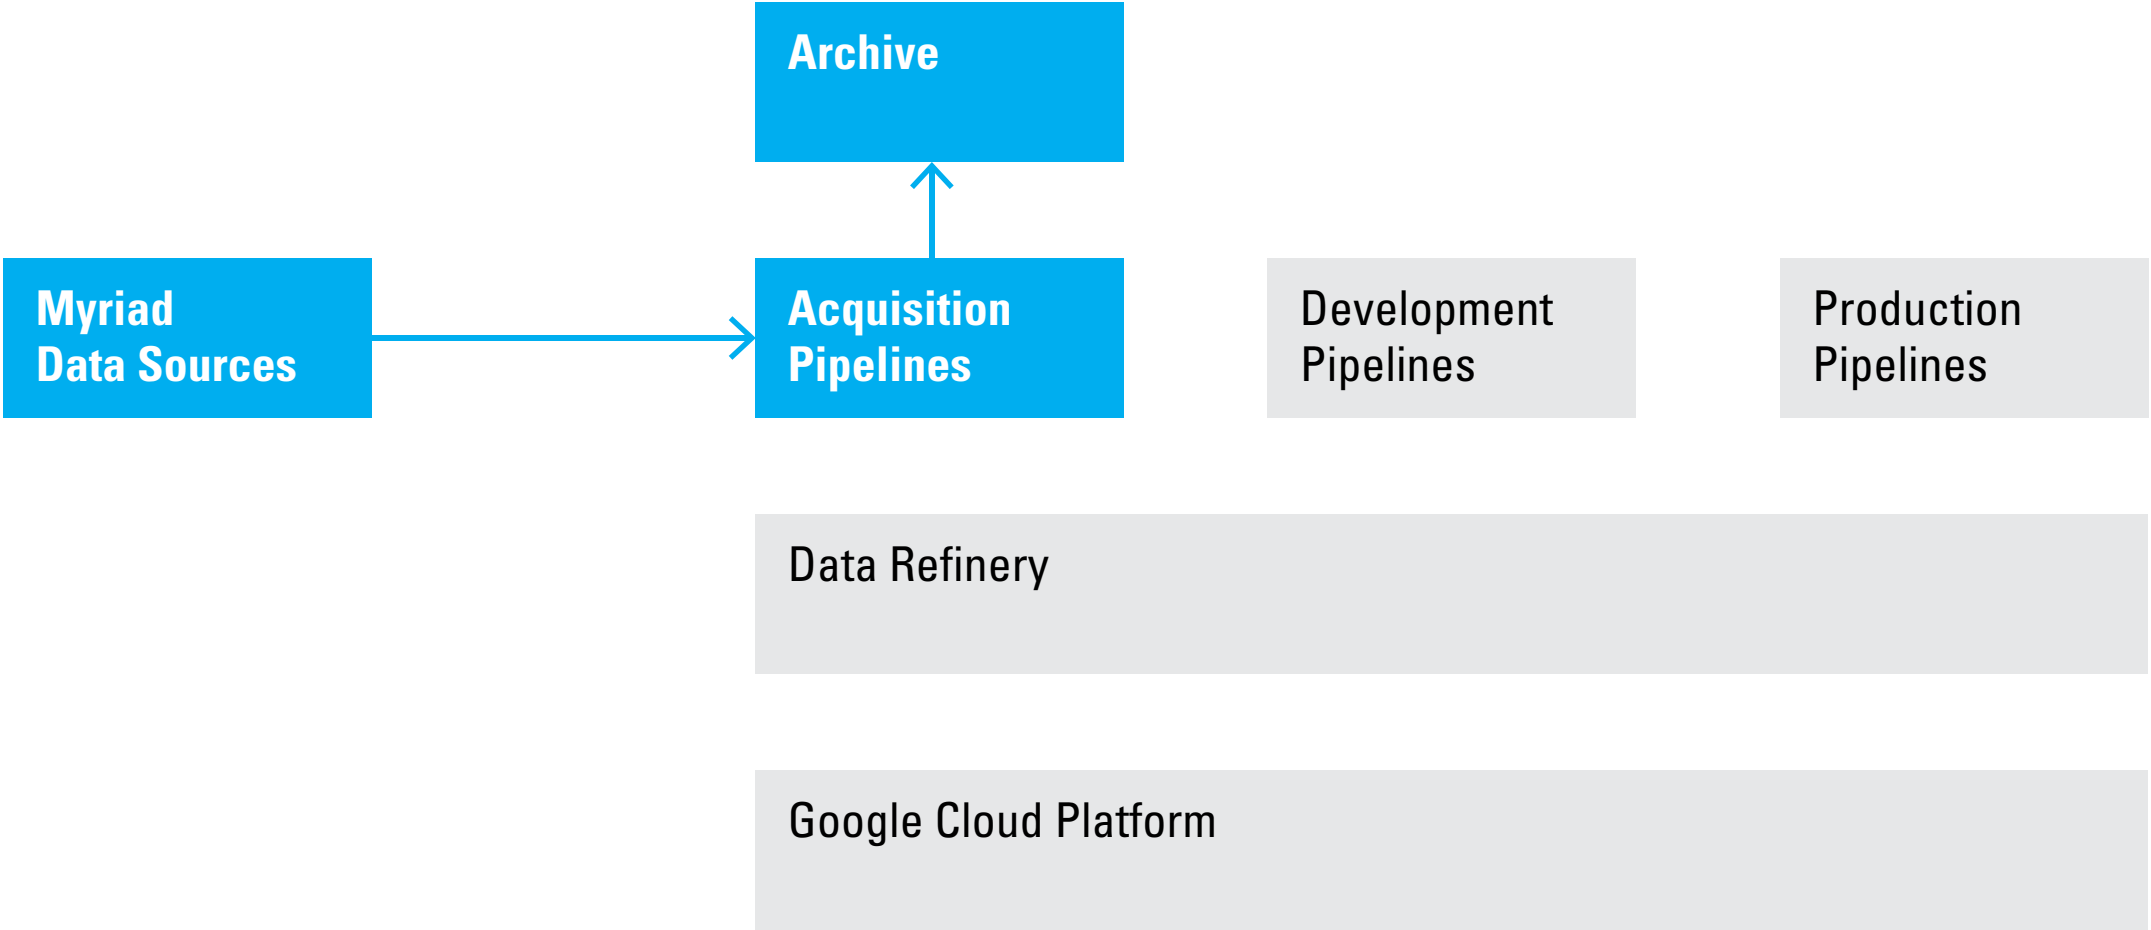 Archive
Myriad
Data Sources
Acquisition
Pipelines
Development
Pipelines
Production
Pipelines
Data Refinery
Google Cloud Platform